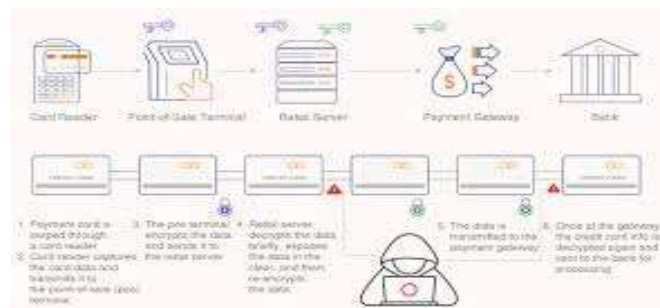 Card Reader
Point-of-Sale Terminal
Retail Server
Payment Gateway
Bank
1. Payment card is
swiped through
a card reader
2. Card reader captures
the card data and
transmits it to
the point-of-sale (pos)
terminal
3. The pos terminal
encrypts the data
and sends it to
the retail server
4. Retail server
decrypts the data
briefly, exposes
the data in the
clear, and then
re-encrypts
the data
5. The data is
transmitted to the
payment gateway
6. Once at the gateway
the credit card info is
decrypted again and
sent to the bank for
processing